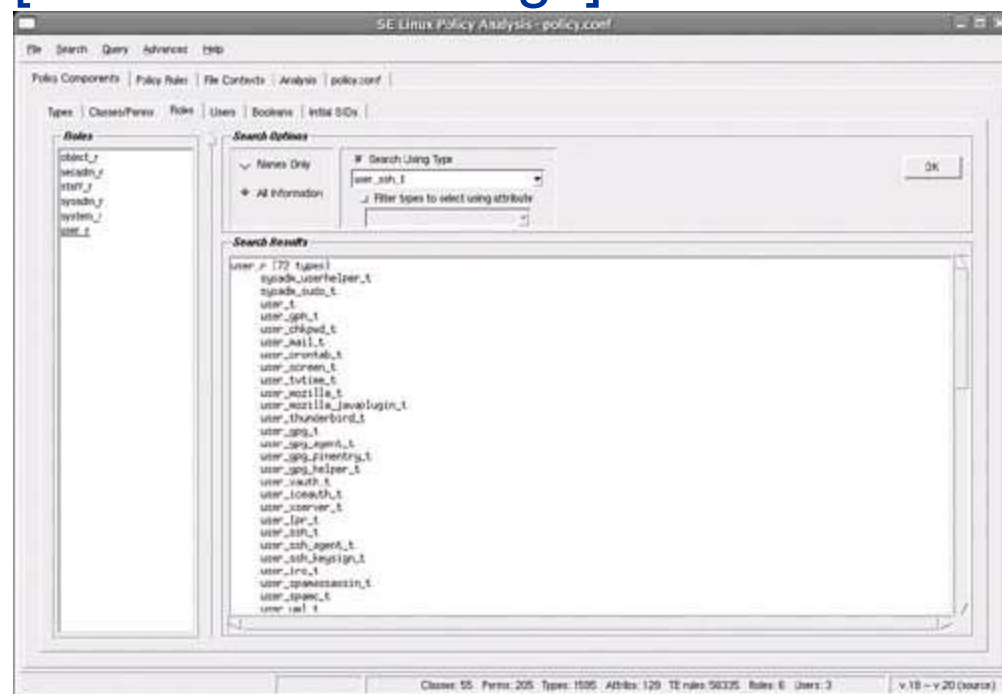 SE Linux Policy Analysis - policy.conf
File Search Query Advanced Help
Policy Components Policy Rules File Contexts Analysis policy.conf
Types Classes/Perms Roles Users Booleans Initial SIDs
Roles
object_r
secadm_r
staff_r
sysadm_r
system_r
user_r
Search Options
Names Only
All Information
Search Using Type
user_ssh_t
Filter types to select using attribute
OK
Search Results
user_r (72 types)
sysadm_userhelper_t
sysadm_sudo_t
user_t
user_gph_t
user_chkpwd_t
user_mail_t
user_crontab_t
user_screen_t
user_tvtime_t
user_mozilla_t
user_mozilla_javaplugin_t
user_thunderbird_t
user_gpg_t
user_gpg_agent_t
user_gpg_pinentry_t
user_gpg_helper_t
user_xauth_t
user_iceauth_t
user_xserver_t
user_lpr_t
user_ssh_t
user_ssh_agent_t
user_ssh_keysign_t
user_irc_t
user_spamassassin_t
user_spamc_t
user_uml_t
Classes: 55 Perms: 205 Types: 1595 Attribs: 129 TE rules: 58335 Roles: 6 Users: 3
v.18 – v.20 (source)